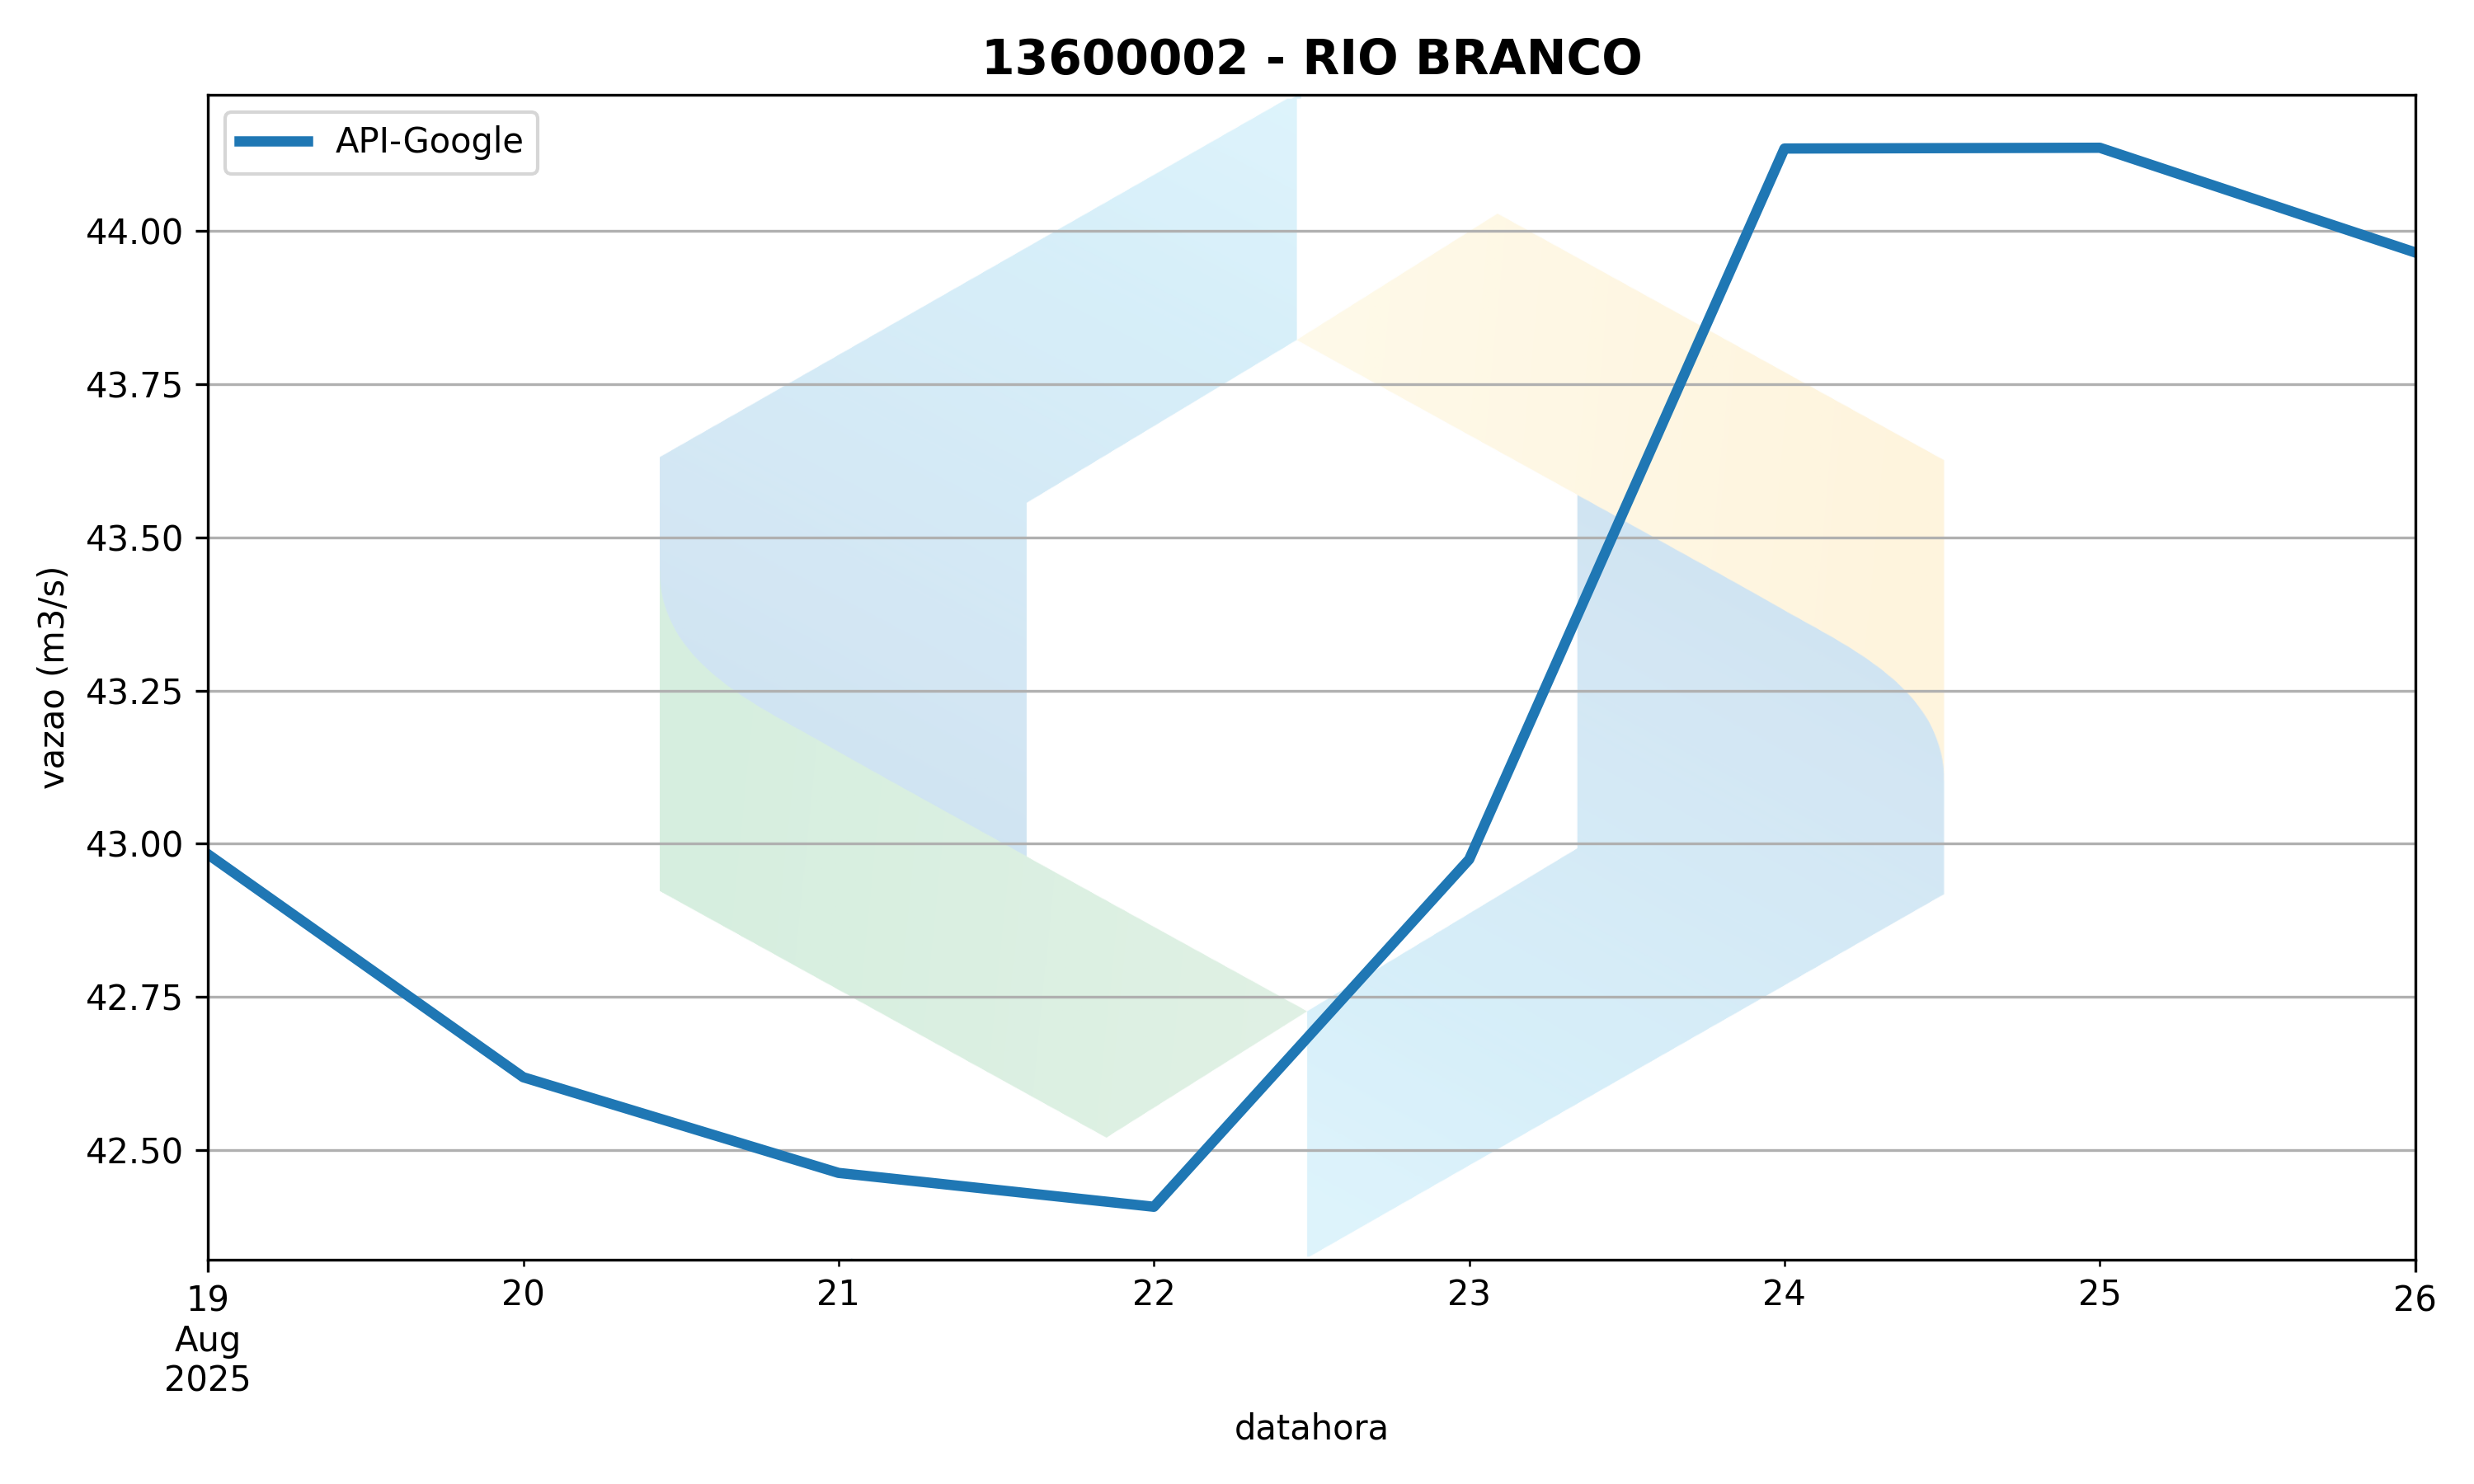 13600002 - RIO BRANCO
API-Google
44.00
43.75
43.50
43.25
43.00
42.75
42.50
vazao (m3/s)
19 20 21 22 23 24 25 26
Aug
2025
datahora